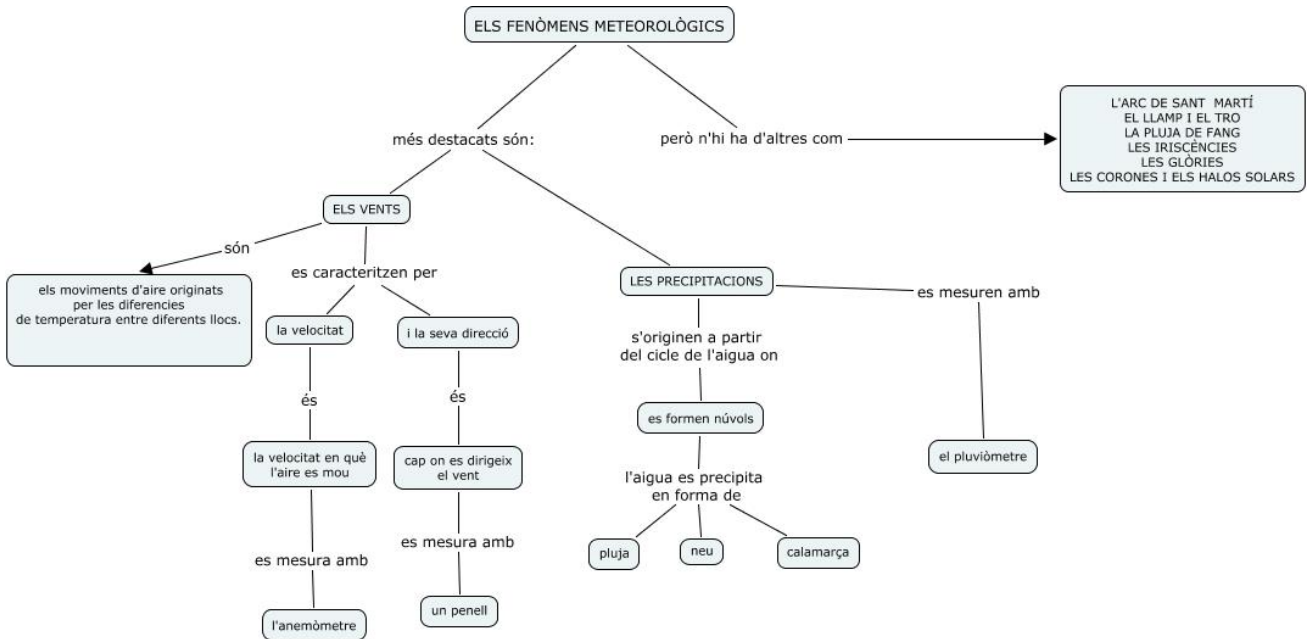 ELS FENÒMENS METEOROLÒGICS
més destacats són:
però n'hi ha d'altres com
L'ARC DE SANT MARTÍ
EL LLAMP I EL TRO
LA PLUJA DE FANG
LES IRISCÈNCIES
LES GLÒRIES
LES CORONES I ELS HALOS SOLARS
ELS VENTS
són
els moviments d'aire originats
per les diferencies
de temperatura entre diferents llocs.
es caracteritzen per
la velocitat
és
la velocitat en què
l'aire es mou
es mesura amb
l'anemòmetre
i la seva direcció
és
cap on es dirigeix
el vent
es mesura amb
un penell
LES PRECIPITACIONS
s'originen a partir
del cicle de l'aigua on
es formen núvols
l'aigua es precipita
en forma de
pluja
neu
calamarça
es mesuren amb
el pluviòmetre